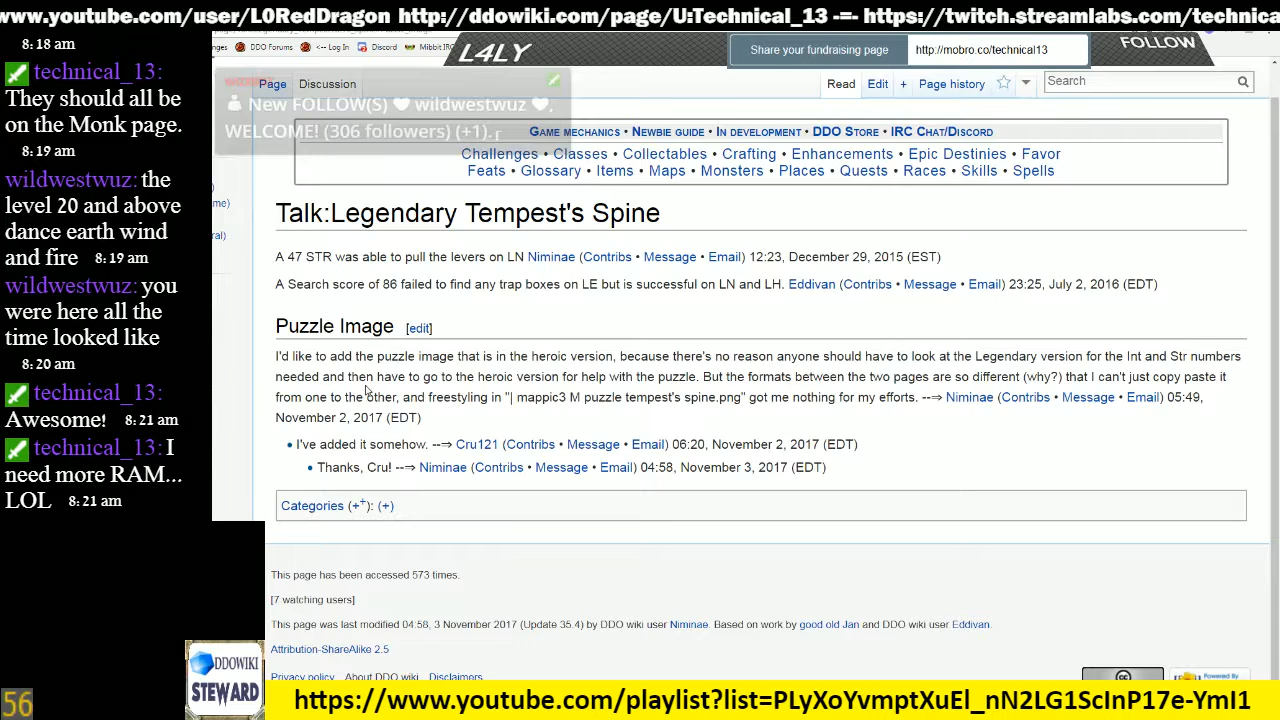 www.youtube.com/user/L0RedDragon http://ddowiki.com/page/U:Technical_13 -=- https://twitch.streamlabs.com/technica
8:18 am
technical_13:
They should all be
on the Monk page.
8:19 am
wildwestwuz: the
level 20 and above
dance earth wind
and fire 8:19 am
wildwestwuz: you
were here all the
time looked like
8:20 am
technical_13:
Awesome! 8:21 am
technical_13: I
need more RAM...
LOL 8:21 am
DDO Forums <-- Log In Discord Mibbit IRC
L4LY
Share your fundraising page http://mobro.co/technical13
FOLLOW
Page Discussion Read Edit + Page history Search
New FOLLOW(S) ♥ wildwestwuz ♥,
WELCOME! (306 followers) (+1).
Game mechanics • Newbie guide • In development • DDO Store • IRC Chat/Discord
Challenges • Classes • Collectables • Crafting • Enhancements • Epic Destinies • Favor
Feats • Glossary • Items • Maps • Monsters • Places • Quests • Races • Skills • Spells
Talk:Legendary Tempest's Spine
A 47 STR was able to pull the levers on LN Niminae (Contribs • Message • Email) 12:23, December 29, 2015 (EST)
A Search score of 86 failed to find any trap boxes on LE but is successful on LN and LH. Eddivan (Contribs • Message • Email) 23:25, July 2, 2016 (EDT)
Puzzle Image [edit]
I'd like to add the puzzle image that is in the heroic version, because there's no reason anyone should have to look at the Legendary version for the Int and Str numbers
needed and then have to go to the heroic version for help with the puzzle. But the formats between the two pages are so different (why?) that I can't just copy paste it
from one to the other, and freestyling in "| mappic3 M puzzle tempest's spine.png" got me nothing for my efforts. --⇒ Niminae (Contribs • Message • Email) 05:49,
November 2, 2017 (EDT)
• I've added it somehow. --⇒ Cru121 (Contribs • Message • Email) 06:20, November 2, 2017 (EDT)
• Thanks, Cru! --⇒ Niminae (Contribs • Message • Email) 04:58, November 3, 2017 (EDT)
Categories (++): (+)
This page has been accessed 573 times.
[7 watching users]
This page was last modified 04:58, 3 November 2017 (Update 35.4) by DDO wiki user Niminae. Based on work by good old Jan and DDO wiki user Eddivan.
Attribution-ShareAlike 2.5
Privacy policy About DDO wiki Disclaimers
Powered By
DDOWIKI
STEWARD
56
https://www.youtube.com/playlist?list=PLyXoYvmptXuEl_nN2LG1ScInP17e-YmI1